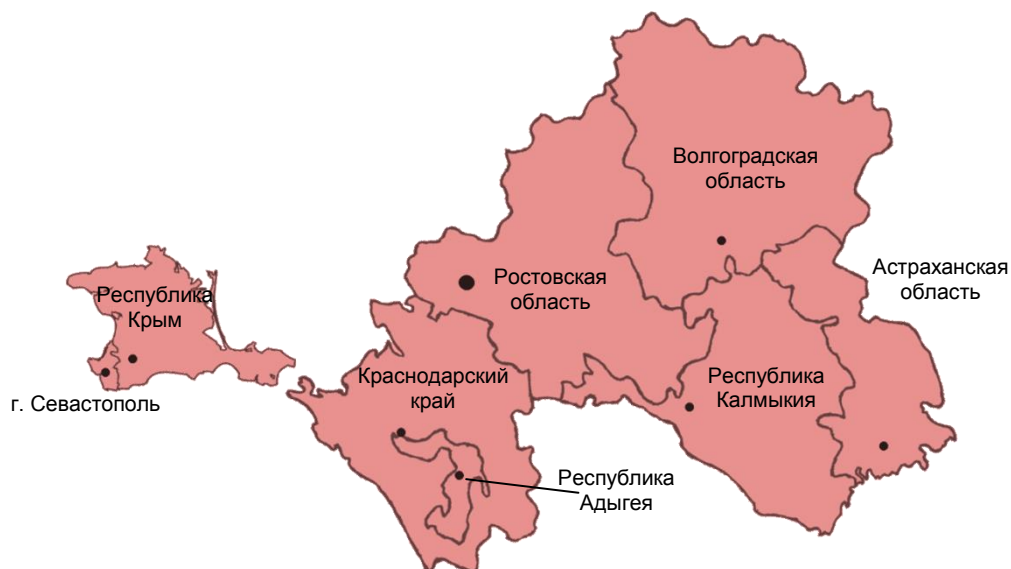 Волгоградская
область
Астраханская
область
Ростовская
область
Республика
Крым
Краснодарский
край
Республика
Калмыкия
г. Севастополь
Республика
Адыгея